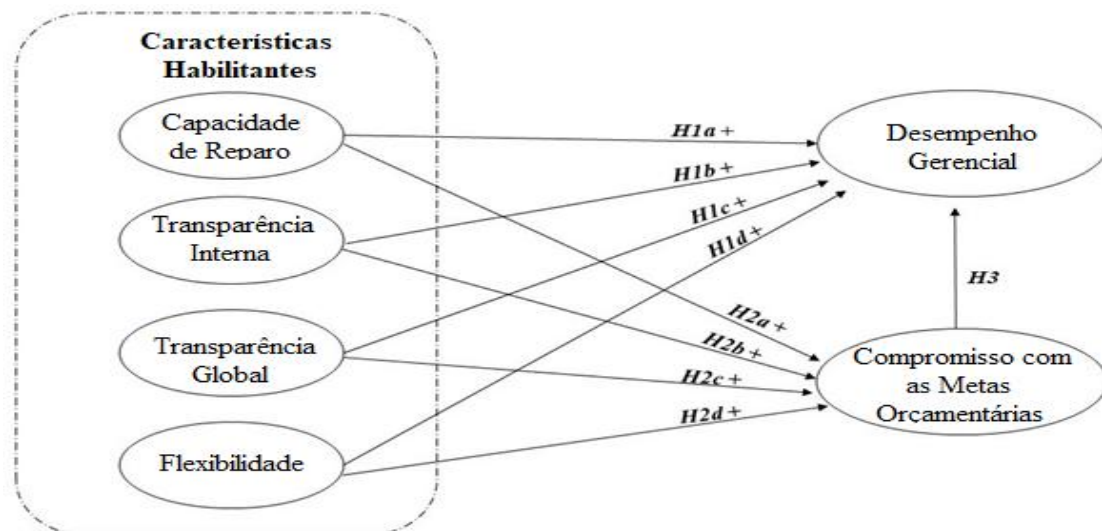 Características
Habilitantes
Capacidade
de Reparo
Transparência
Interna
Transparência
Global
Flexibilidade
H1a+
H1b+
H1c+
H1d+
H2a+
H2b+
H2c+
H2d+
Desempenho
Gerencial
H3
Compromisso com
as Metas
Orçamentárias